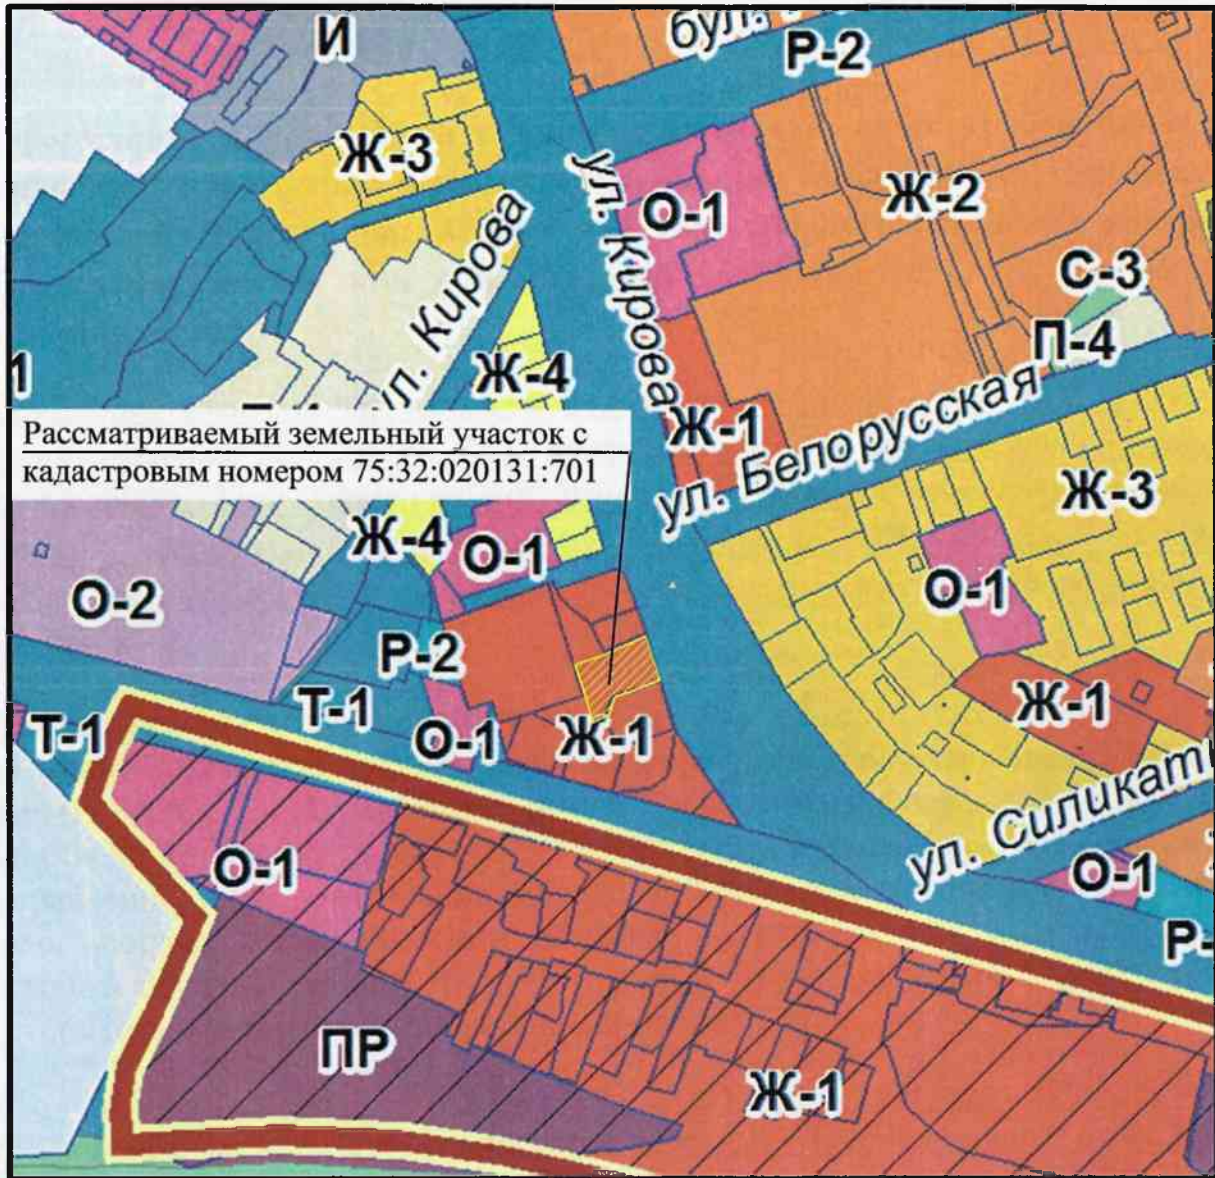 И
бул.
Р-2
Ж-3
ул. Кирова
О-1
Ж-2
ул. Кирова
С-3
П-4
1
Ж-4
Ж-1
ул. Белорусская
Рассматриваемый земельный участок с
кадастровым номером 75:32:020131:701
Ж-3
Ж-4
О-1
О-2
О-1
Р-2
Т-1
Ж-1
Т-1
О-1
Ж-1
ул. Силикат
О-1
О-1
Р-
ПР
Ж-1